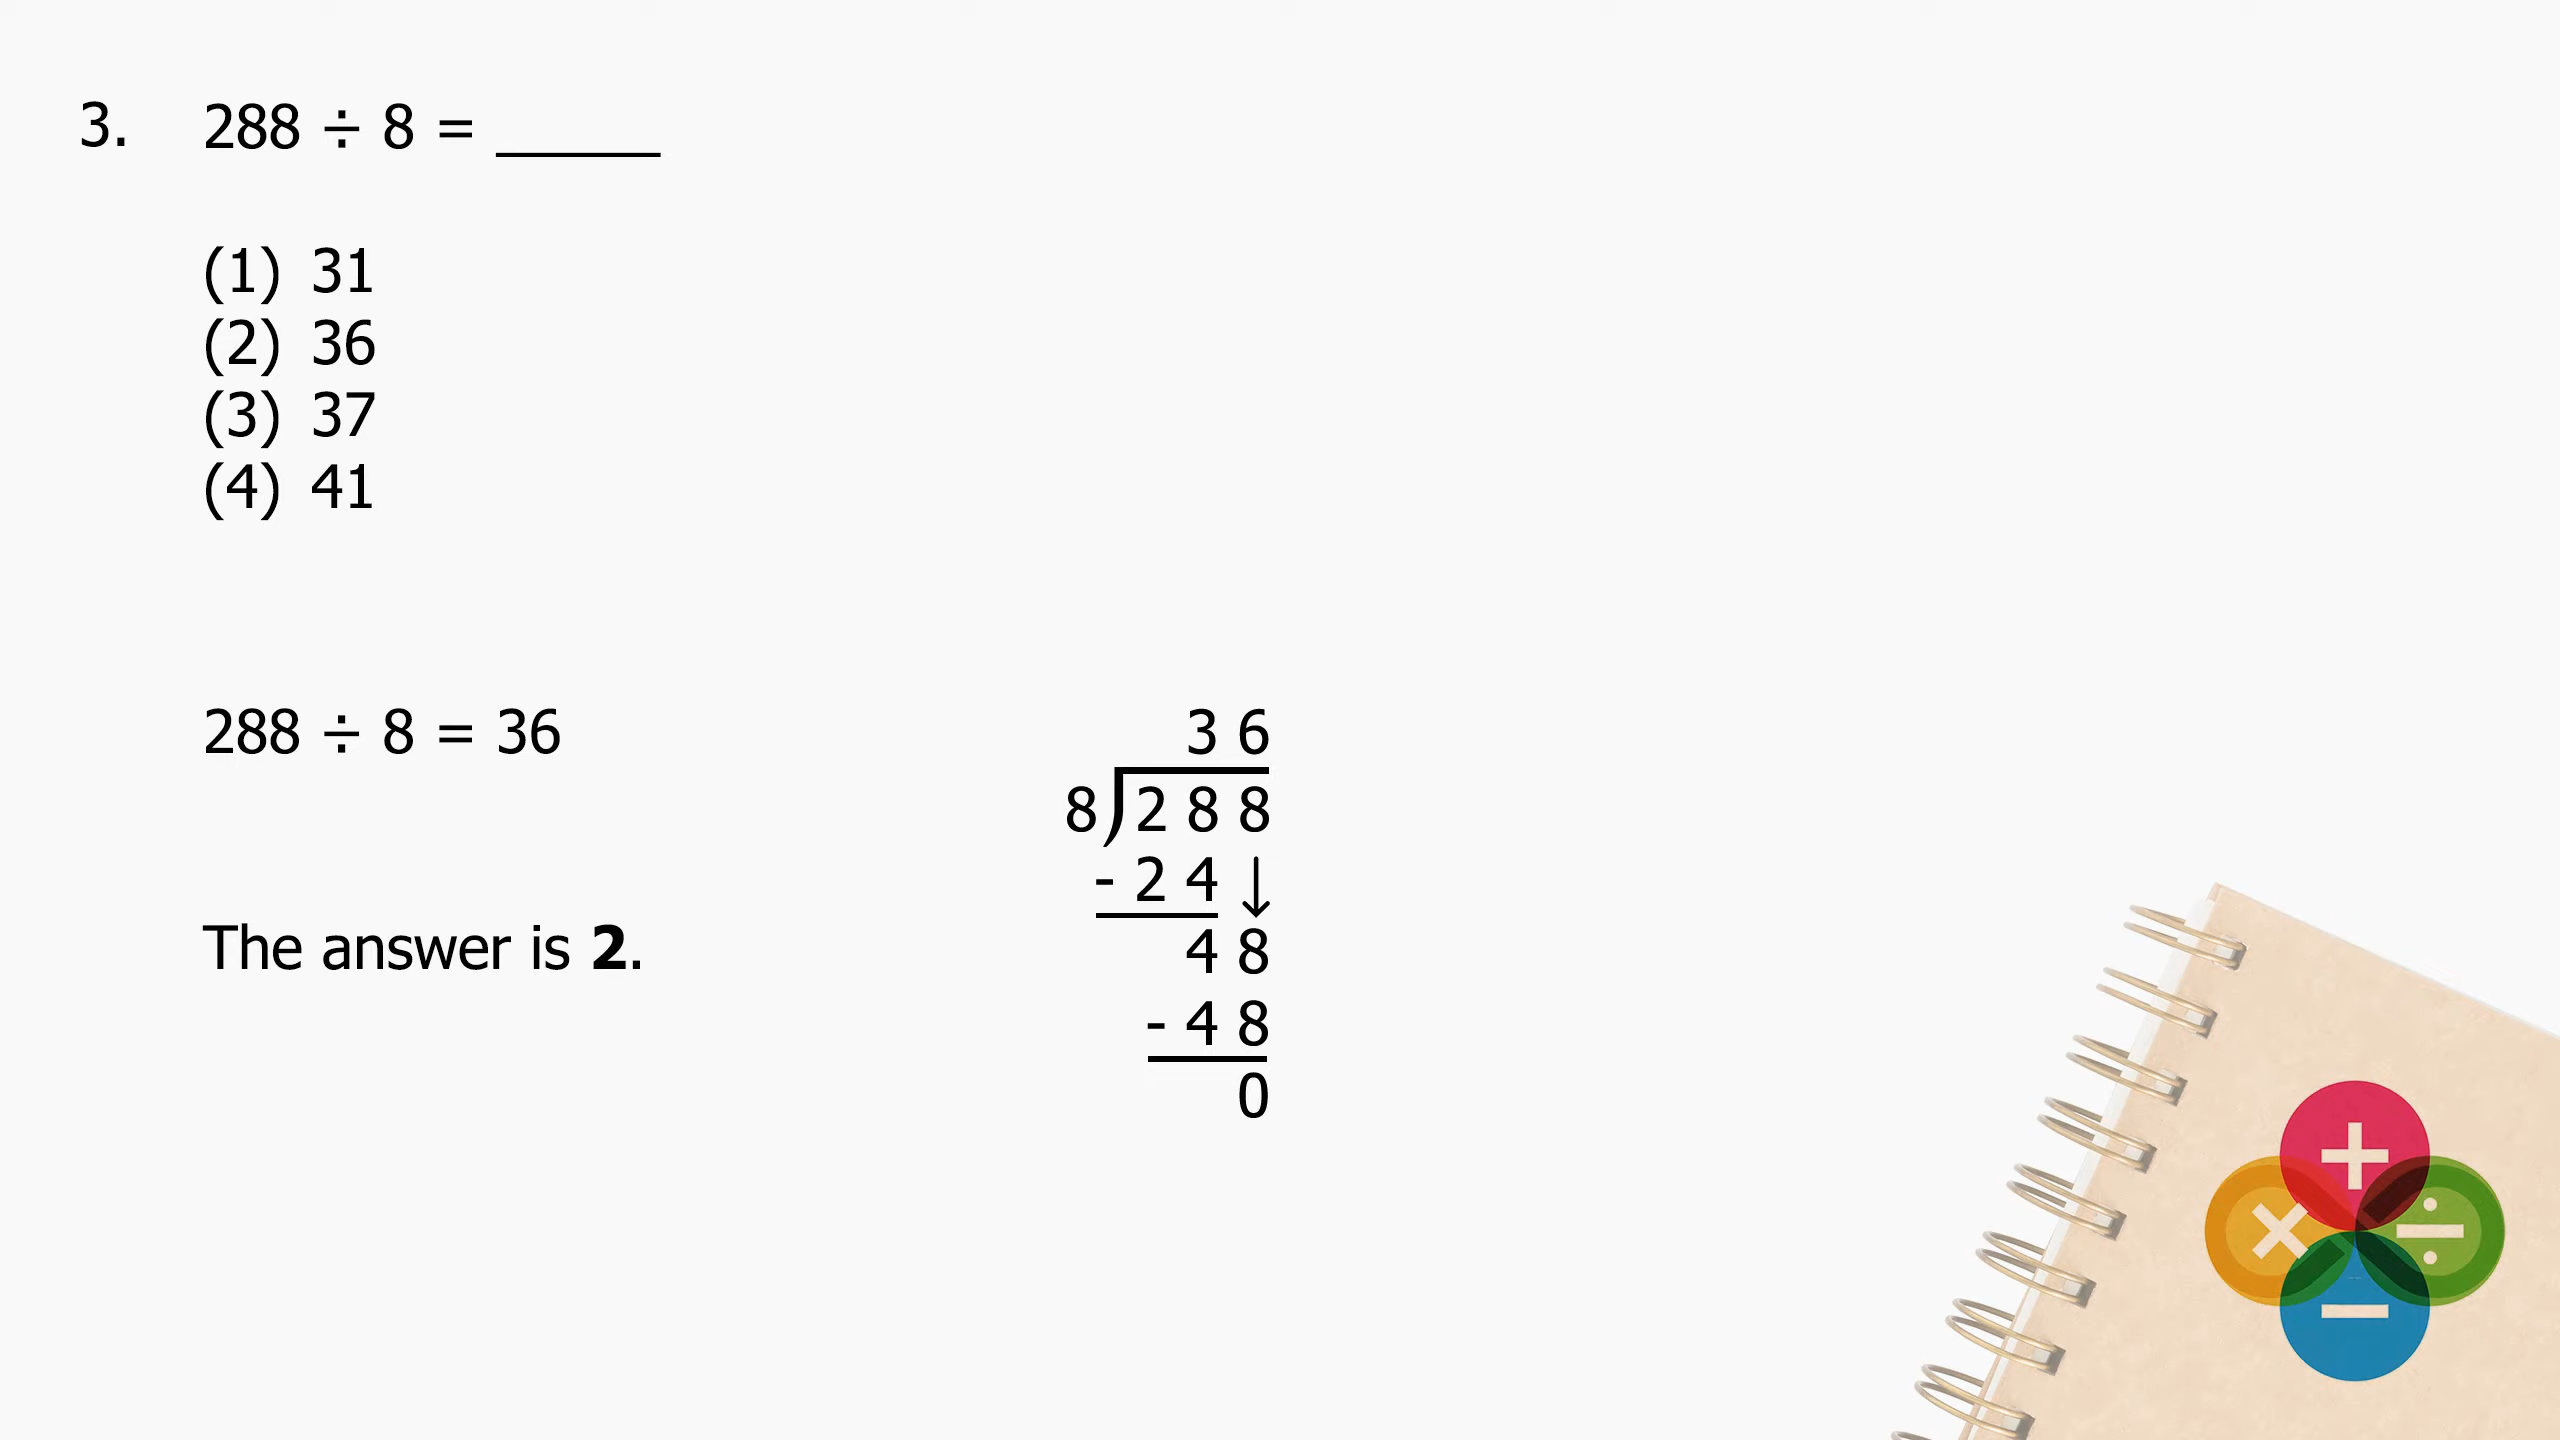 3. 288 ÷ 8 = _____
(1) 31
(2) 36
(3) 37
(4) 41
288 ÷ 8 = 36
The answer is 2.
3 6
8 2 8 8
- 2 4 ↓
4 8
- 4 8
0
+
× ÷
−